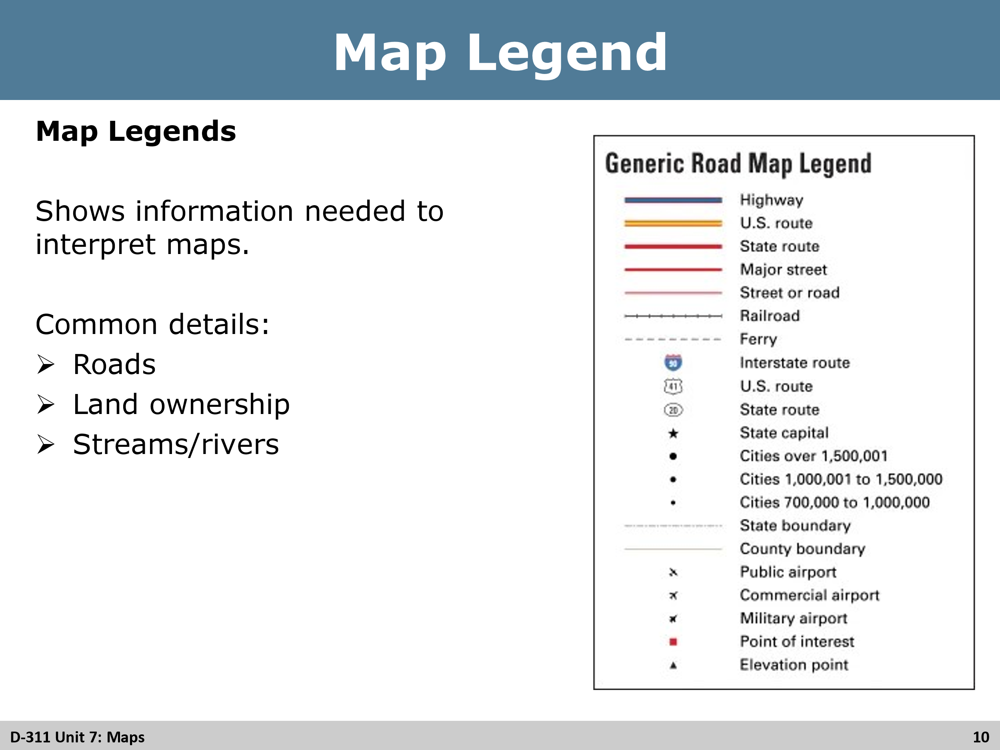 Map Legend
Map Legends
Shows information needed to
interpret maps.
Common details:
Roads
Land ownership
Streams/rivers
Generic Road Map Legend
Highway
U.S. route
State route
Major street
Street or road
Railroad
Ferry
90 Interstate route
41 U.S. route
20 State route
State capital
Cities over 1,500,001
Cities 1,000,001 to 1,500,000
Cities 700,000 to 1,000,000
State boundary
County boundary
Public airport
Commercial airport
Military airport
Point of interest
Elevation point
D-311 Unit 7: Maps
10